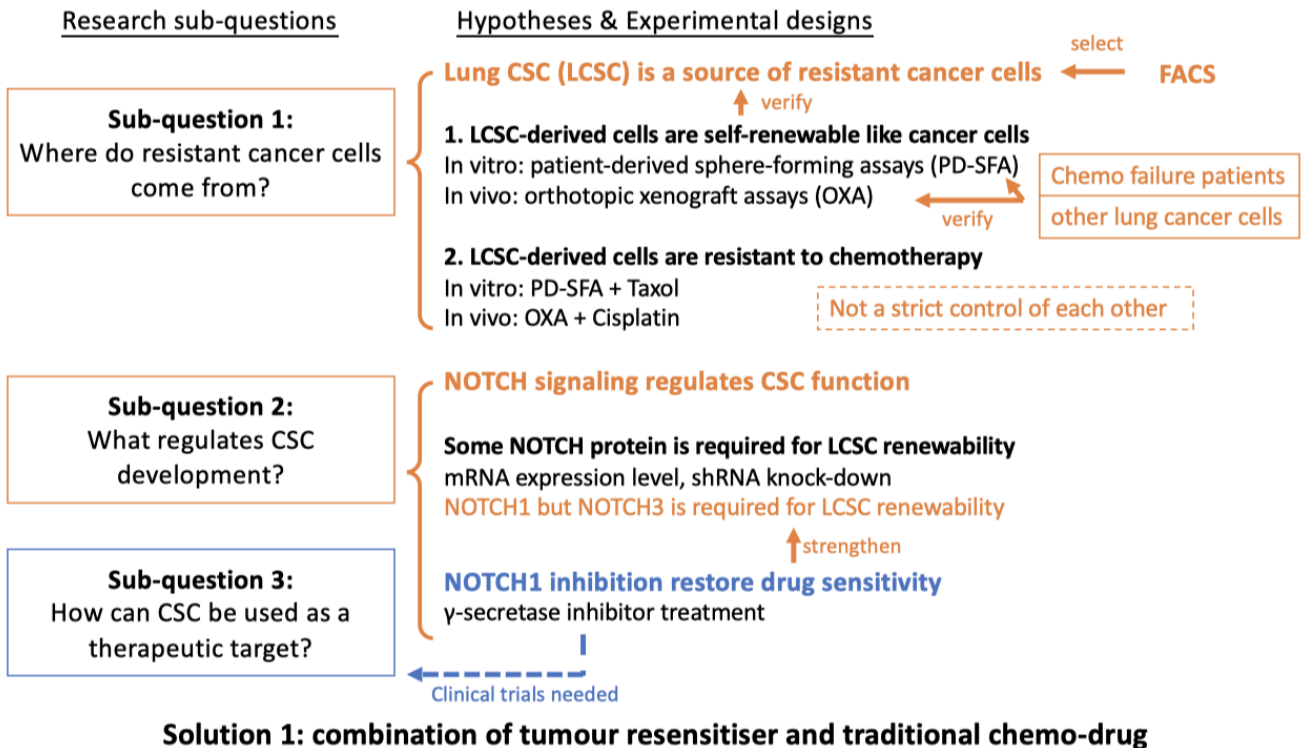 Research sub-questions
Hypotheses & Experimental designs
Sub-question 1:
Where do resistant cancer cells
come from?
Lung CSC (LCSC) is a source of resistant cancer cells
select
FACS
verify
1. LCSC-derived cells are self-renewable like cancer cells
In vitro: patient-derived sphere-forming assays (PD-SFA)
In vivo: orthotopic xenograft assays (OXA)
verify
Chemo failure patients
other lung cancer cells
2. LCSC-derived cells are resistant to chemotherapy
In vitro: PD-SFA + Taxol
In vivo: OXA + Cisplatin
Not a strict control of each other
Sub-question 2:
What regulates CSC
development?
NOTCH signaling regulates CSC function
Some NOTCH protein is required for LCSC renewability
mRNA expression level, shRNA knock-down
NOTCH1 but NOTCH3 is required for LCSC renewability
strengthen
Sub-question 3:
How can CSC be used as a
therapeutic target?
NOTCH1 inhibition restore drug sensitivity
γ-secretase inhibitor treatment
Clinical trials needed
Solution 1: combination of tumour resensitiser and traditional chemo-drug